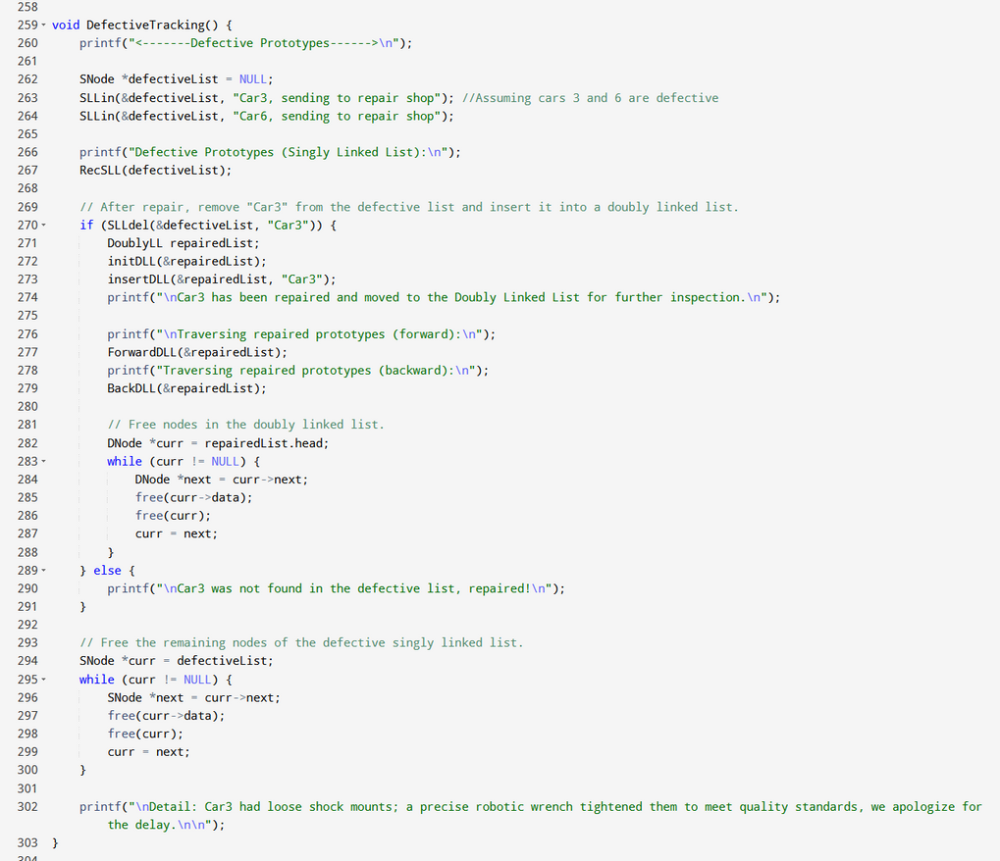 258
259 void DefectiveTracking() {
260     printf("<-------Defective Prototypes------>\n");
261
262     SNode *defectiveList = NULL;
263     SLLin(&defectiveList, "Car3, sending to repair shop"); //Assuming cars 3 and 6 are defective
264     SLLin(&defectiveList, "Car6, sending to repair shop");
265
266     printf("Defective Prototypes (Singly Linked List):\n");
267     RecSLL(defectiveList);
268
269     // After repair, remove "Car3" from the defective list and insert it into a doubly linked list.
270     if (SLLdel(&defectiveList, "Car3")) {
271         DoublyLL repairedList;
272         initDLL(&repairedList);
273         insertDLL(&repairedList, "Car3");
274         printf("\nCar3 has been repaired and moved to the Doubly Linked List for further inspection.\n");
275
276         printf("\nTraversing repaired prototypes (forward):\n");
277         ForwardDLL(&repairedList);
278         printf("Traversing repaired prototypes (backward):\n");
279         BackDLL(&repairedList);
280
281         // Free nodes in the doubly linked list.
282         DNode *curr = repairedList.head;
283         while (curr != NULL) {
284             DNode *next = curr->next;
285             free(curr->data);
286             free(curr);
287             curr = next;
288         }
289     } else {
290         printf("\nCar3 was not found in the defective list, repaired!\n");
291     }
292
293     // Free the remaining nodes of the defective singly linked list.
294     SNode *curr = defectiveList;
295     while (curr != NULL) {
296         SNode *next = curr->next;
297         free(curr->data);
298         free(curr);
299         curr = next;
300     }
301
302     printf("\nDetail: Car3 had loose shock mounts; a precise robotic wrench tightened them to meet quality standards, we apologize for
        the delay.\n\n");
303 }
304